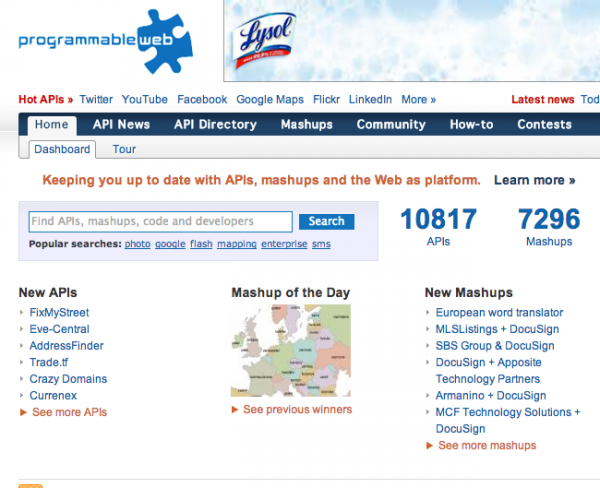 programmableweb
Lysol
Hot APIs » Twitter YouTube Facebook Google Maps Flickr LinkedIn More » Latest news Tod
Home API News API Directory Mashups Community How-to Contests
Dashboard Tour
Keeping you up to date with APIs, mashups and the Web as platform. Learn more »
Find APIs, mashups, code and developers Search
Popular searches: photo google flash mapping enterprise sms
10817 7296
APIs Mashups
New APIs
FixMyStreet
Eve-Central
AddressFinder
Trade.tf
Crazy Domains
Currenex
See more APIs
Mashup of the Day
See previous winners
New Mashups
European word translator
MLSListings + DocuSign
SBS Group & DocuSign
DocuSign + Apposite
Technology Partners
Armanino + DocuSign
MCF Technology Solutions +
DocuSign
See more mashups